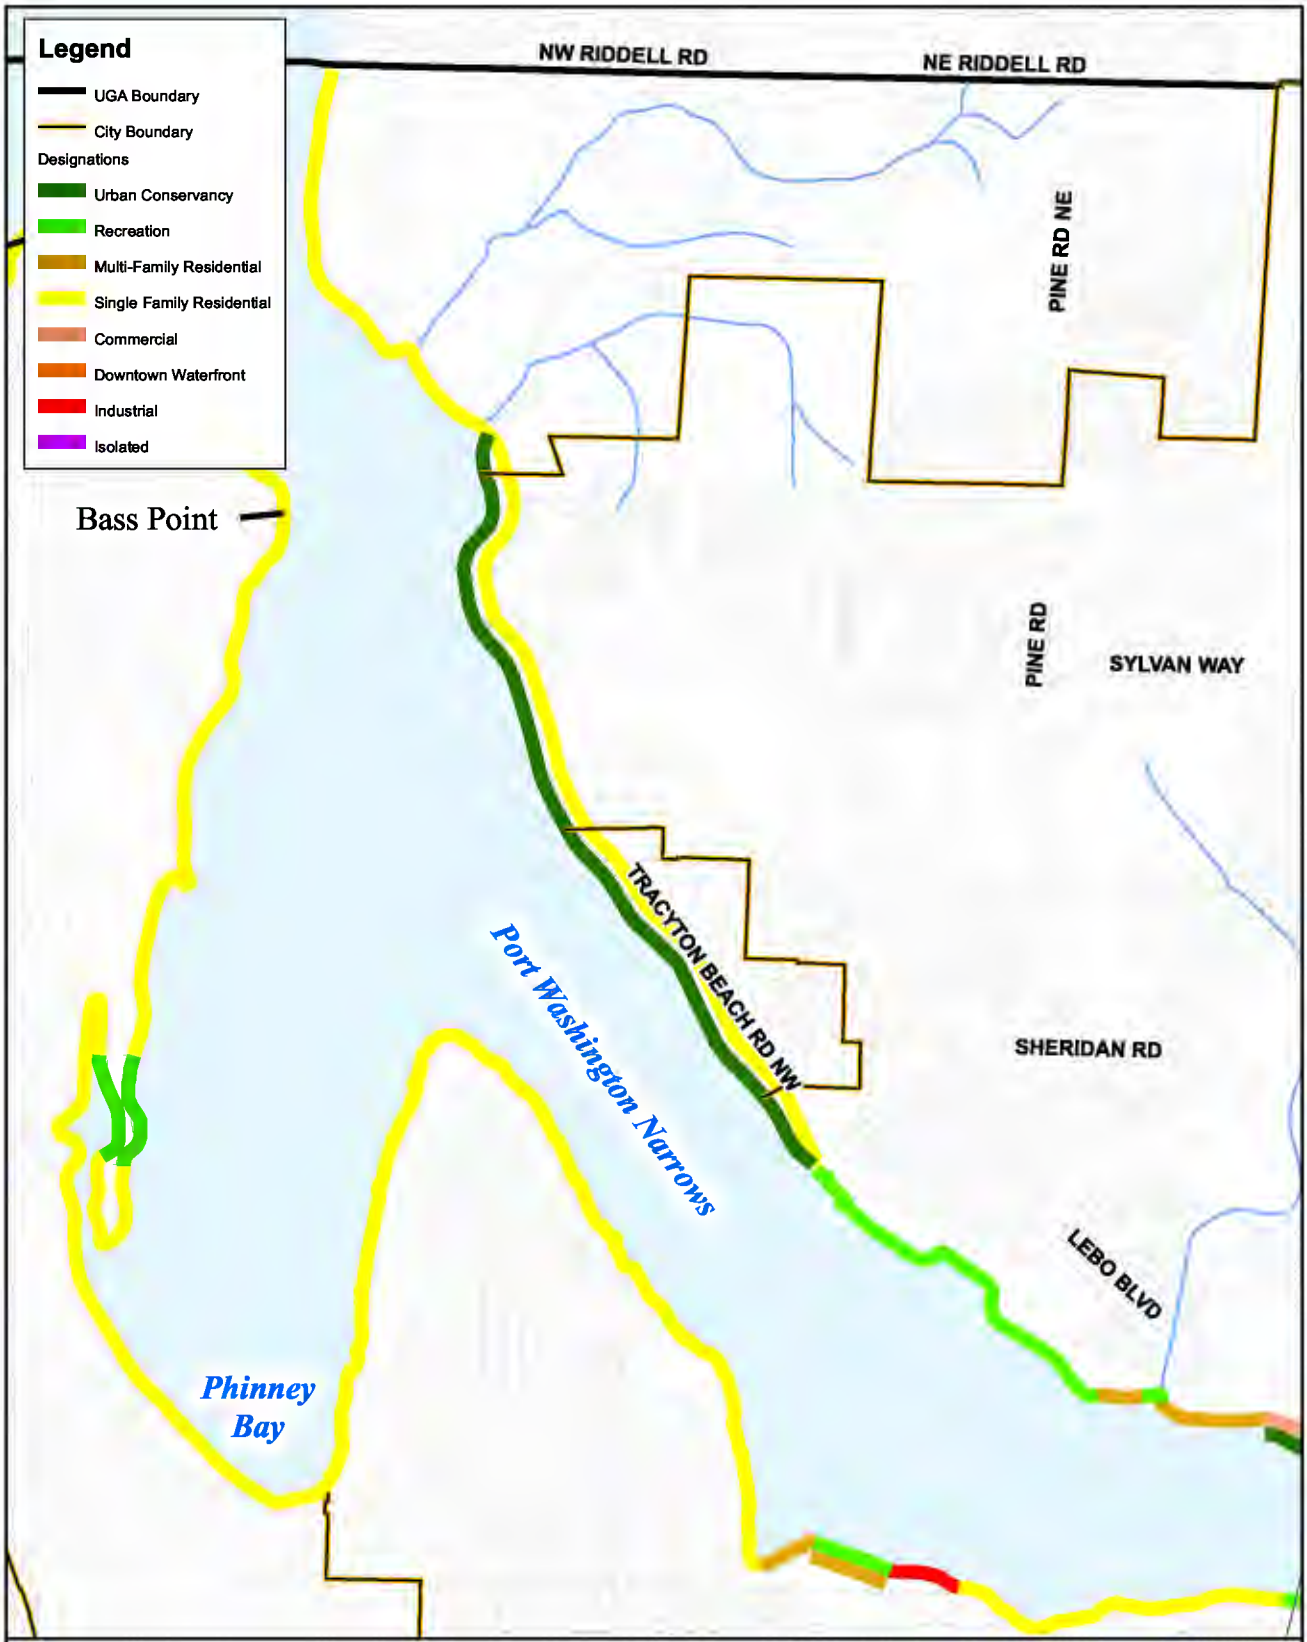 Legend
UGA Boundary
City Boundary
Designations
Urban Conservancy
Recreation
Multi-Family Residential
Single Family Residential
Commercial
Downtown Waterfront
Industrial
Isolated
NW RIDDELL RD
NE RIDDELL RD
PINE RD NE
Bass Point
PINE RD
SYLVAN WAY
TRACYTON BEACH RD NW
Port Washington Narrows
SHERIDAN RD
LEBO BLVD
Phinney
Bay